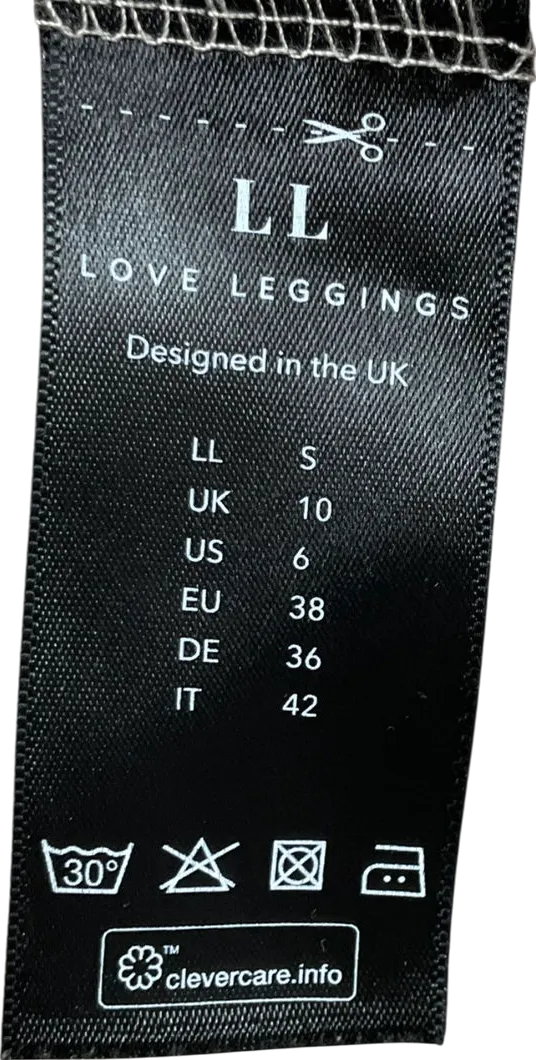 LL
LOVE LEGGINGS
Designed in the UK
LL S
UK 10
US 6
EU 38
DE 36
IT 42
30°
™
clevercare.info